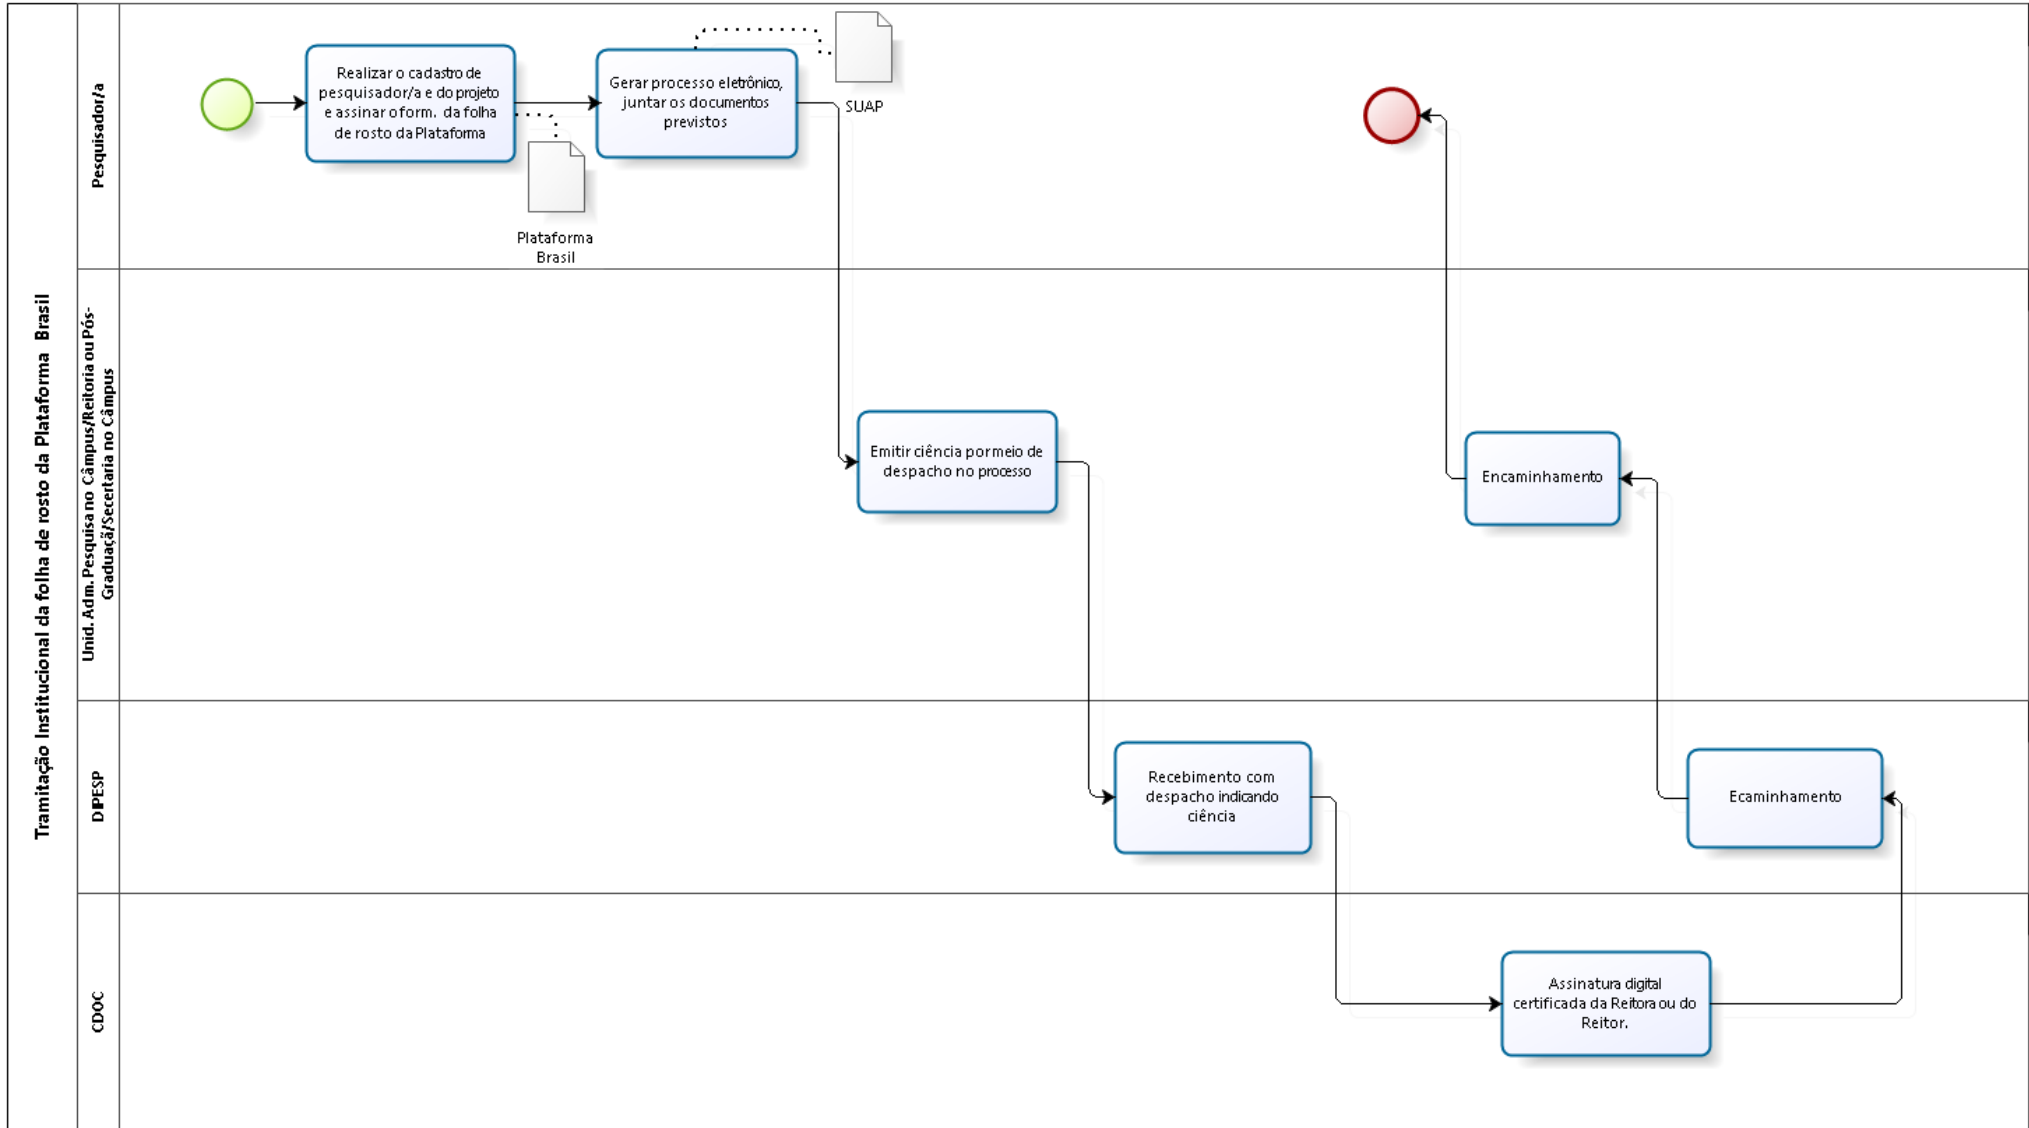 Tramitação Institucional da folha de rosto da Plataforma Brasil
Pesquisador/a
Realizar o cadastro de
pesquisador/a e do projeto
e assinar o form. da folha
de rosto da Plataforma
Plataforma
Brasil
Gerar processo eletrônico,
juntar os documentos
previstos
SUAP
Unid. Adm. Pesquisa no Câmpus/Reitoria ou Pós-
Graduaçã/Secertaria no Câmpus
Emitir ciência por meio de
despacho no processo
Encaminhamento
DIPESP
Recebimento com
despacho indicando
ciência
Ecaminhamento
CDOC
Assinatura digital
certificada da Reitora ou do
Reitor.